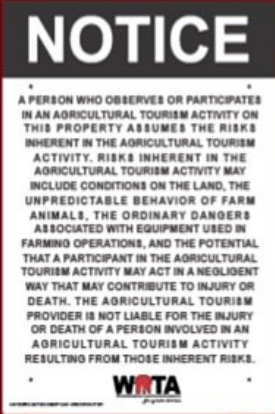 NOTICE
A PERSON WHO OBSERVES OR PARTICIPATES
IN AN AGRICULTURAL TOURISM ACTIVITY ON
THIS PROPERTY ASSUMES THE RISKS
INHERENT IN THE AGRICULTURAL TOURISM
ACTIVITY. RISKS INHERENT IN THE
AGRICULTURAL TOURISM ACTIVITY MAY
INCLUDE CONDITIONS ON THE LAND, THE
UNPREDICTABLE BEHAVIOR OF FARM
ANIMALS, THE ORDINARY DANGERS
ASSOCIATED WITH EQUIPMENT USED IN
FARMING OPERATIONS, AND THE POTENTIAL
THAT A PARTICIPANT IN THE AGRICULTURAL
TOURISM ACTIVITY MAY ACT IN A NEGLIGENT
WAY THAT MAY CONTRIBUTE TO INJURY OR
DEATH. THE AGRICULTURAL TOURISM
PROVIDER IS NOT LIABLE FOR THE INJURY
OR DEATH OF A PERSON INVOLVED IN AN
AGRICULTURAL TOURISM ACTIVITY
RESULTING FROM THOSE INHERENT RISKS.